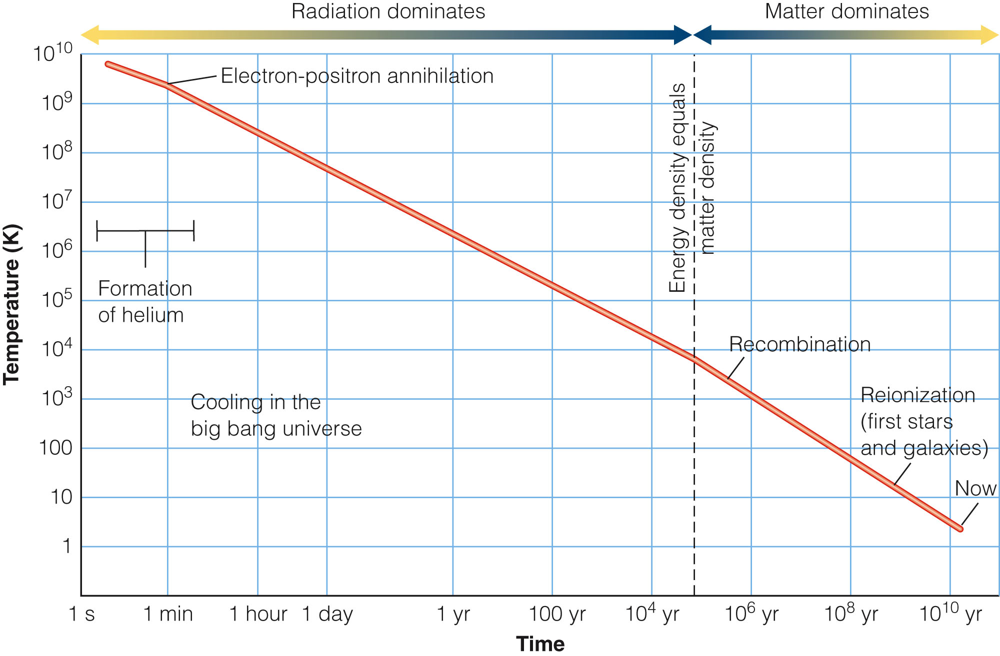 Radiation dominates
Matter dominates
10¹⁰
10⁹
10⁸
10⁷
10⁶
10⁵
10⁴
10³
100
10
1
Temperature (K)
Electron-positron annihilation
Energy density equals
matter density
Formation
of helium
Recombination
Cooling in the
big bang universe
Reionization
(first stars
and galaxies)
Now
1 s
1 min
1 hour
1 day
1 yr
100 yr
10⁴ yr
10⁶ yr
10⁸ yr
10¹⁰ yr
Time